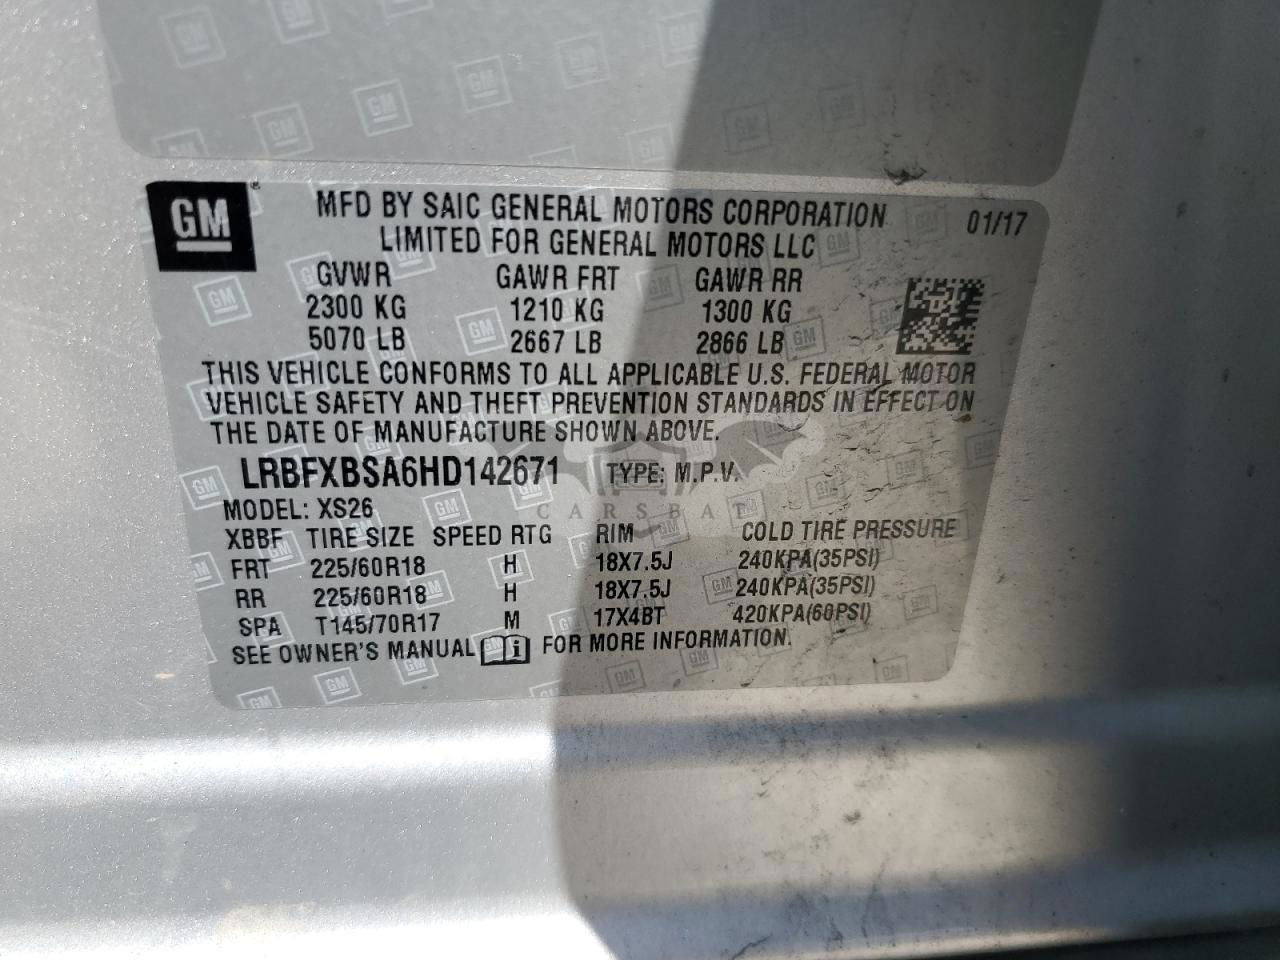 GM
MFD BY SAIC GENERAL MOTORS CORPORATION 01/17
LIMITED FOR GENERAL MOTORS LLC
GVWR GAWR FRT GAWR RR
2300 KG 1210 KG 1300 KG
5070 LB 2667 LB 2866 LB
THIS VEHICLE CONFORMS TO ALL APPLICABLE U.S. FEDERAL MOTOR
VEHICLE SAFETY AND THEFT PREVENTION STANDARDS IN EFFECT ON
THE DATE OF MANUFACTURE SHOWN ABOVE.
LRBFXBSA6HD142671 TYPE: M.P.V.
MODEL: XS26
CARSBAT
XBBF TIRE SIZE SPEED RTG RIM COLD TIRE PRESSURE
FRT 225/60R18 H 18X7.5J 240KPA(35PSI)
RR 225/60R18 H 18X7.5J 240KPA(35PSI)
SPA T145/70R17 M 17X4BT 420KPA(60PSI)
SEE OWNER'S MANUAL i FOR MORE INFORMATION.